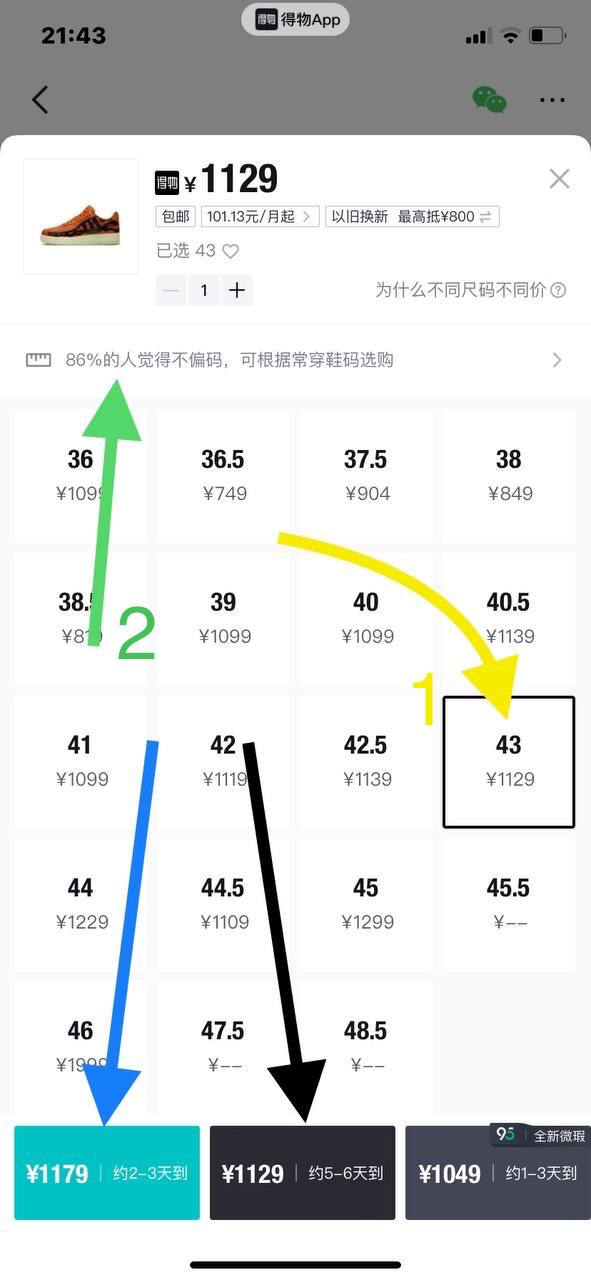 得物 得物App
21:43
得物 ¥1129
包邮 101.13元/月起 以旧换新 最高抵¥800
已选 43
1 为什么不同尺码不同价
86%的人觉得不偏码，可根据常穿鞋码选购
36 36.5 37.5 38
¥1099 ¥749 ¥904 ¥849
38.5 39 40 40.5
¥1099 ¥1099 ¥1139
2
1
41 42 42.5 43
¥1099 ¥1119 ¥1139 ¥1129
44 44.5 45 45.5
¥1229 ¥1109 ¥1299 ¥--
46 47.5 48.5
¥1999 ¥-- ¥--
95 全新微瑕
¥1179 约2-3天到 ¥1129 约5-6天到 ¥1049 约1-3天到